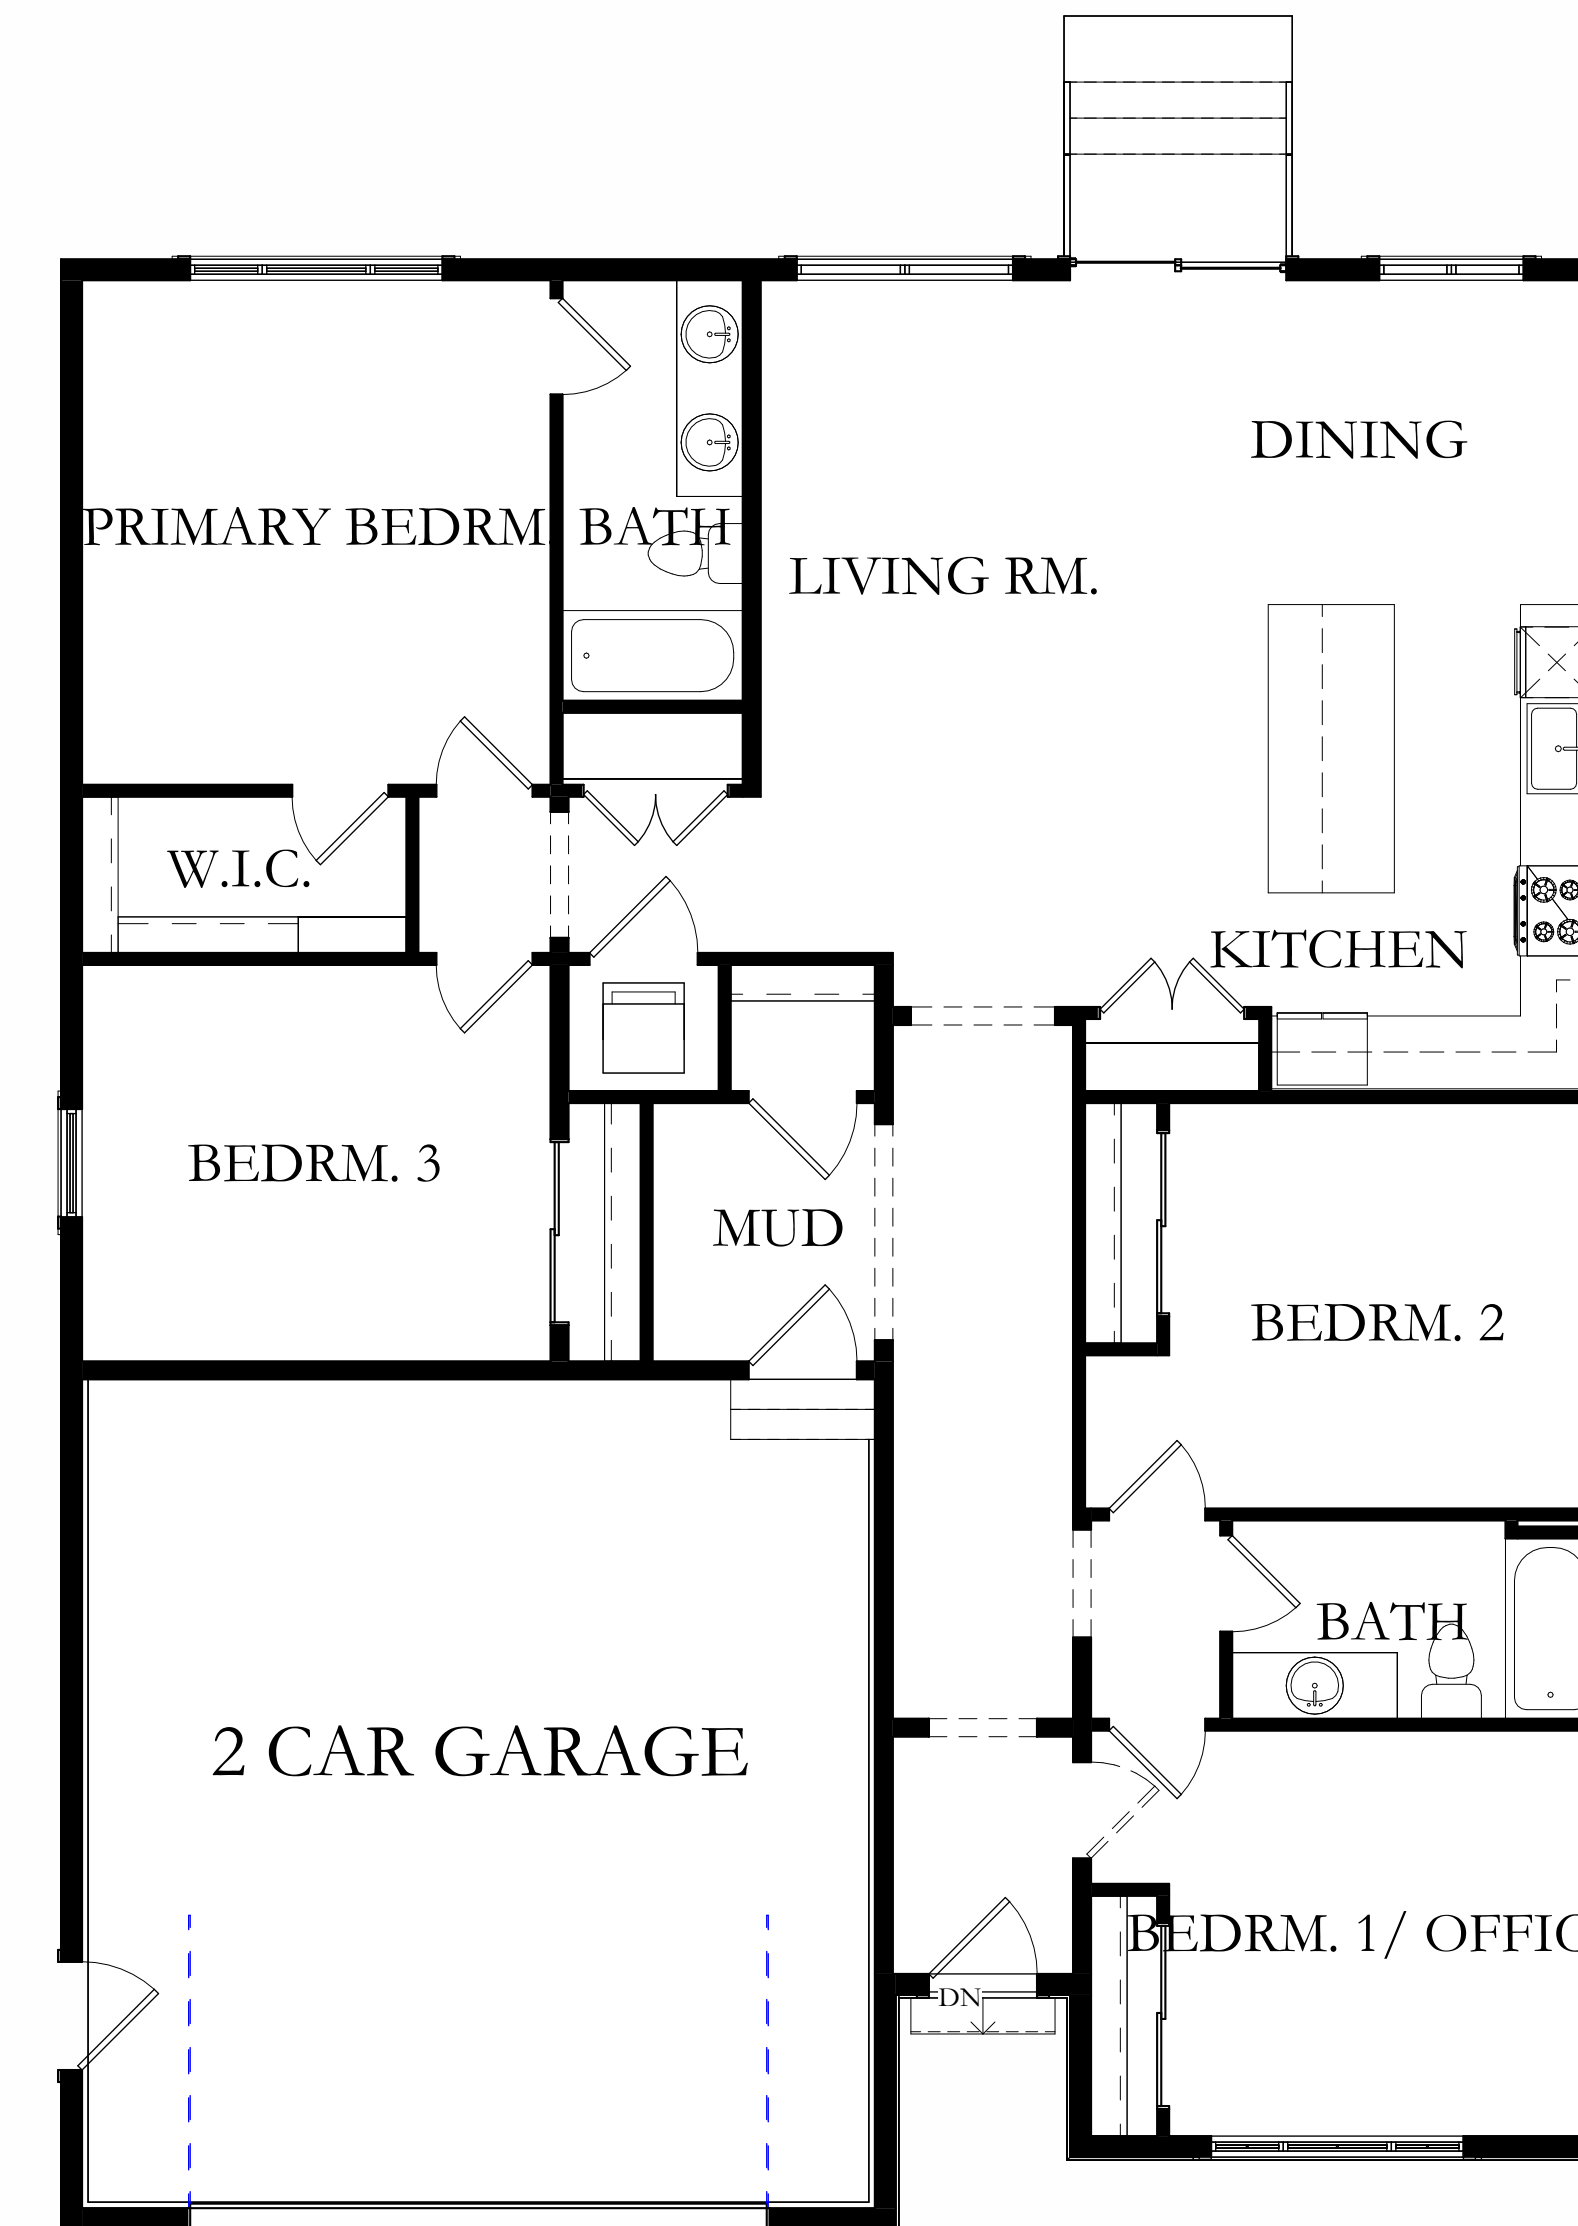 DINING
PRIMARY BEDRM.
BATH
LIVING RM.
W.I.C.
KITCHEN
BEDRM. 3
MUD
BEDRM. 2
BATH
2 CAR GARAGE
BEDRM. 1/ OFFIC
DN